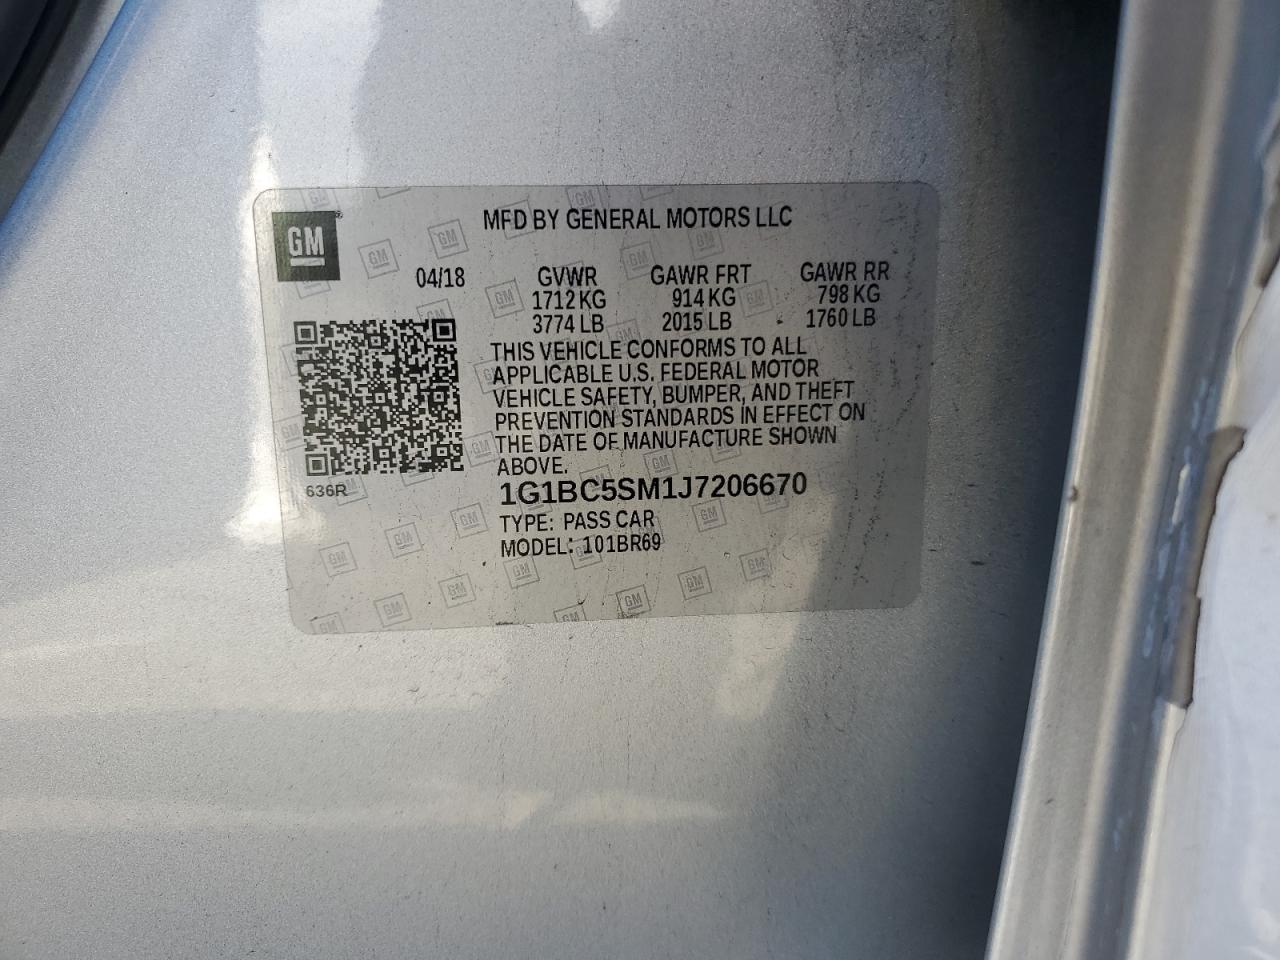 GM®
MFD BY GENERAL MOTORS LLC
04/18 GVWR GAWR FRT GAWR RR
1712 KG 914 KG 798 KG
3774 LB 2015 LB 1760 LB
THIS VEHICLE CONFORMS TO ALL
APPLICABLE U.S. FEDERAL MOTOR
VEHICLE SAFETY, BUMPER, AND THEFT
PREVENTION STANDARDS IN EFFECT ON
THE DATE OF MANUFACTURE SHOWN
ABOVE.
636R
1G1BC5SM1J7206670
TYPE: PASS CAR
MODEL: 101BR69